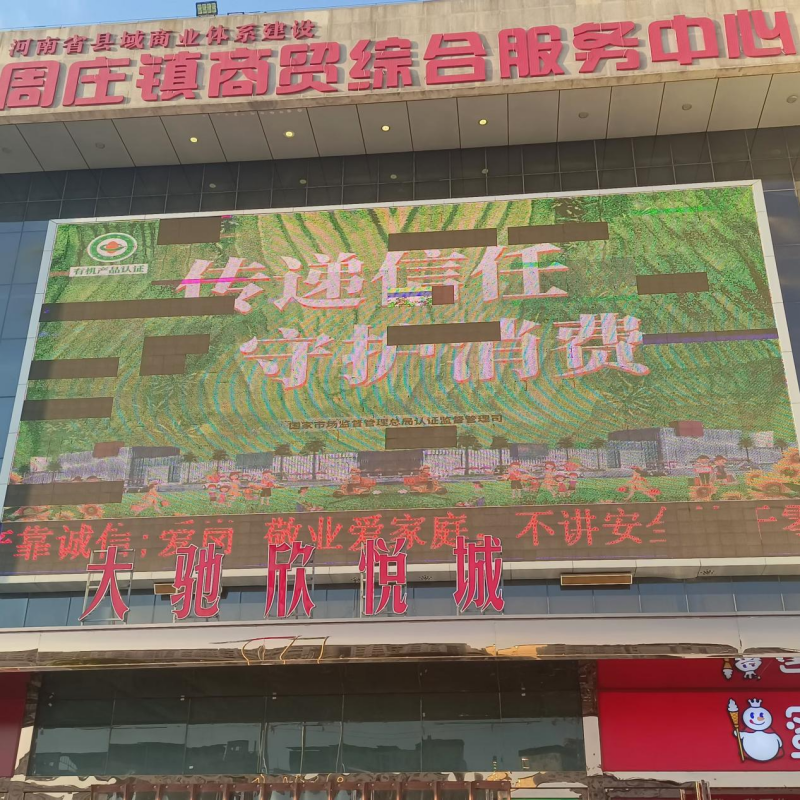 河南省县域商业体系建设
周庄镇商贸综合服务中心
有机产品认证
传递信任
守护 消费
国家市场监督管理总局认证监督管理司
靠诚信;爱岗 敬业爱家庭 不讲安全
大驰欣悦城